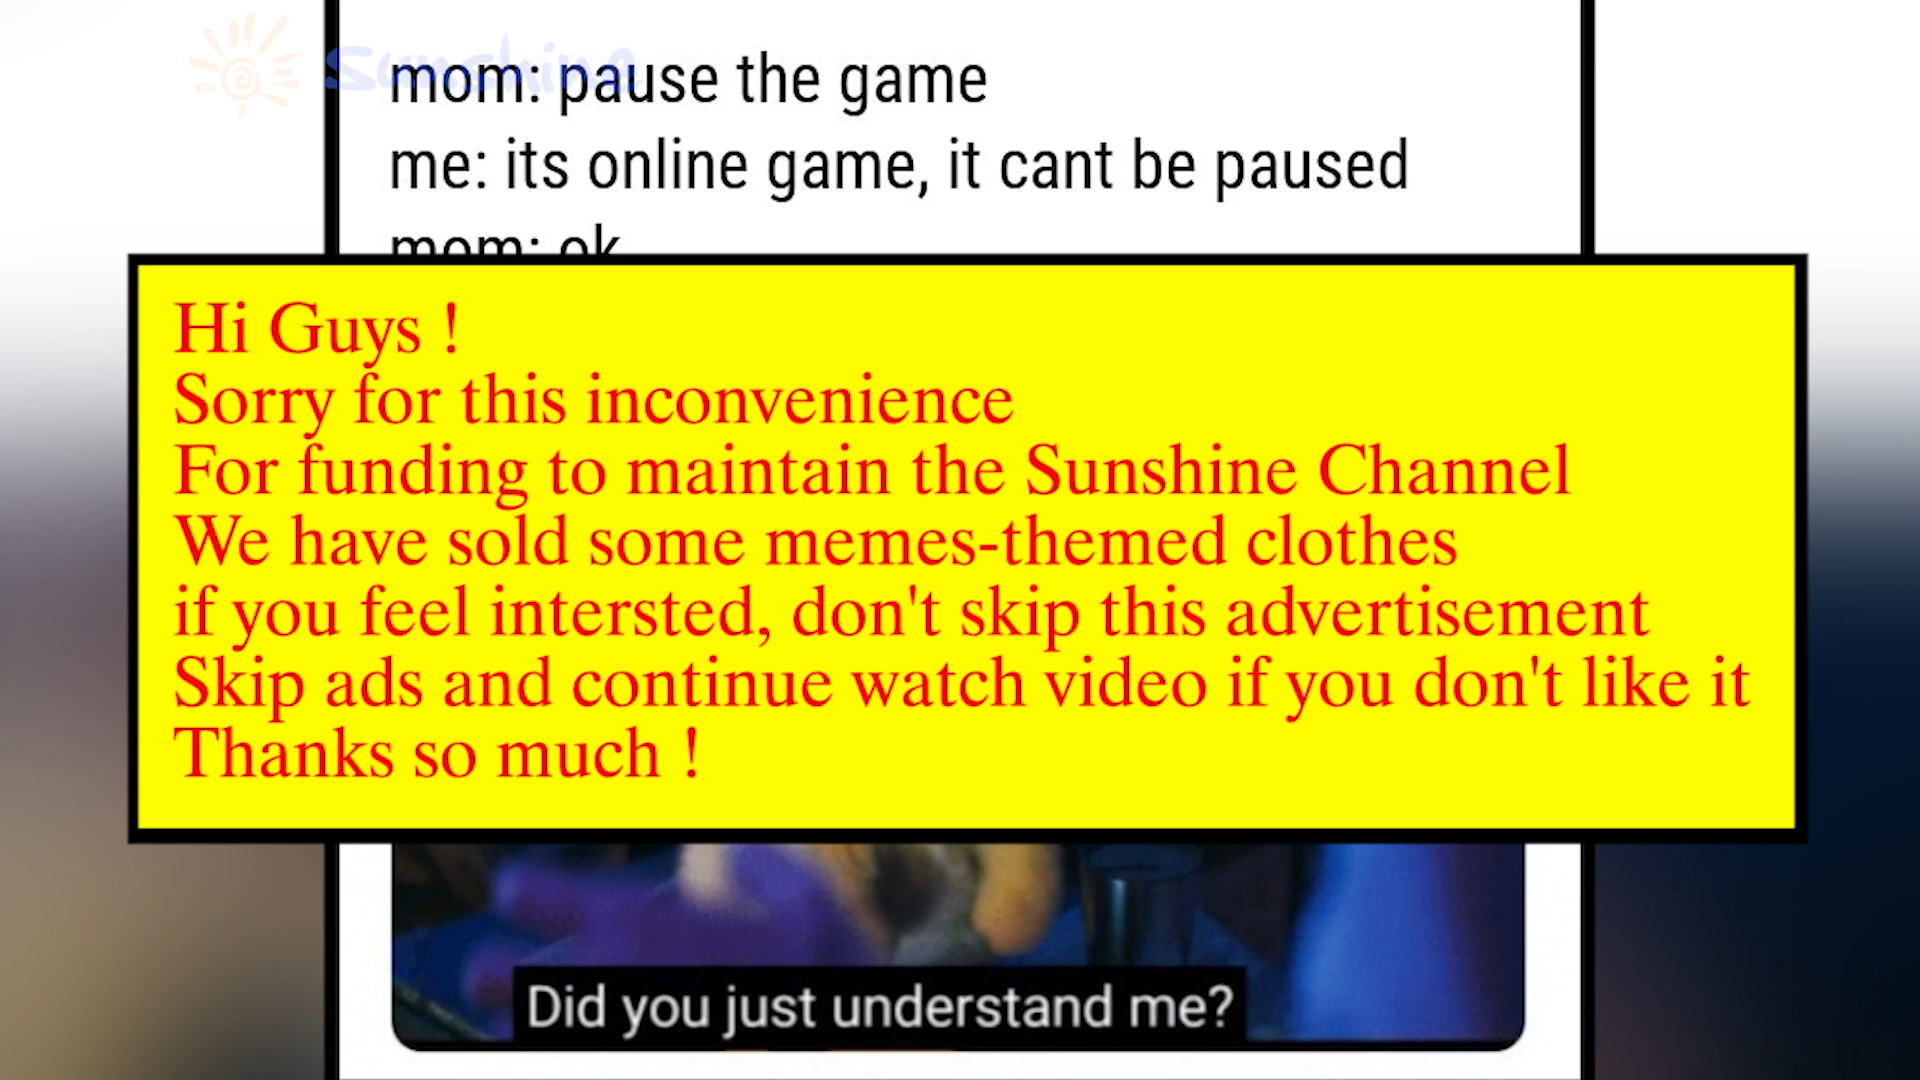 Sunshine
mom: pause the game
me: its online game, it cant be paused
mom: ok
Hi Guys !
Sorry for this inconvenience
For funding to maintain the Sunshine Channel
We have sold some memes-themed clothes
if you feel intersted, don't skip this advertisement
Skip ads and continue watch video if you don't like it
Thanks so much !
Did you just understand me?